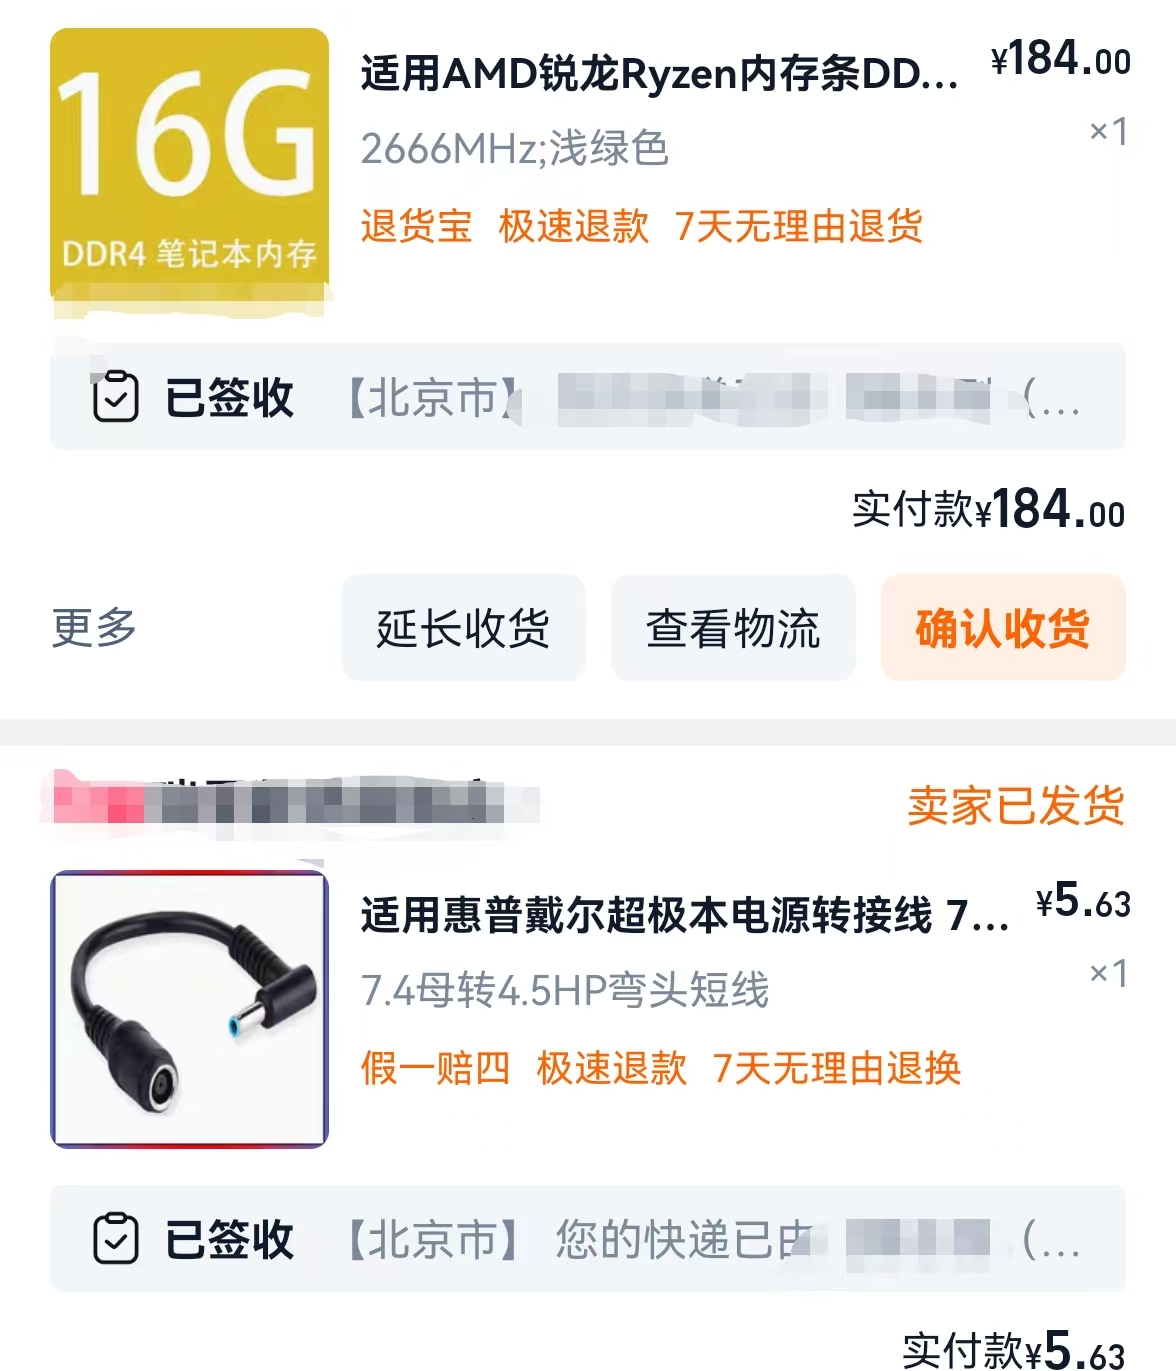 16G
DDR4 笔记本内存
适用AMD锐龙Ryzen内存条DD... ¥184.00
2666MHz;浅绿色 ×1
退货宝 极速退款 7天无理由退货
已签收 【北京市】 (...
实付款¥184.00
更多 延长收货 查看物流 确认收货
卖家已发货
适用惠普戴尔超极本电源转接线 7... ¥5.63
7.4母转4.5HP弯头短线 ×1
假一赔四 极速退款 7天无理由退换
已签收 【北京市】 您的快递已由 (...
实付款¥5.63